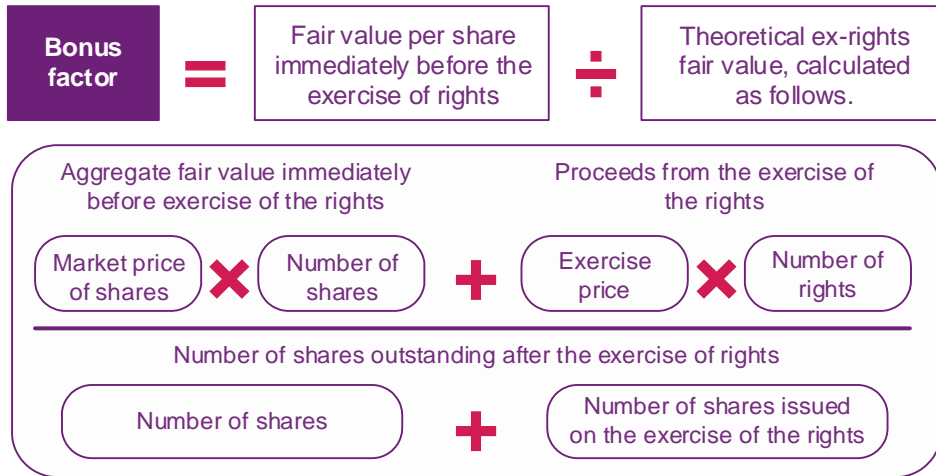 Bonus
factor
=
Fair value per share
immediately before the
exercise of rights
÷
Theoretical ex-rights
fair value, calculated
as follows.
Aggregate fair value immediately
before exercise of the rights
Proceeds from the exercise of
the rights
Market price
of shares
×
Number of
shares
+
Exercise
price
×
Number of
rights
Number of shares outstanding after the exercise of rights
Number of shares
+
Number of shares issued
on the exercise of the rights